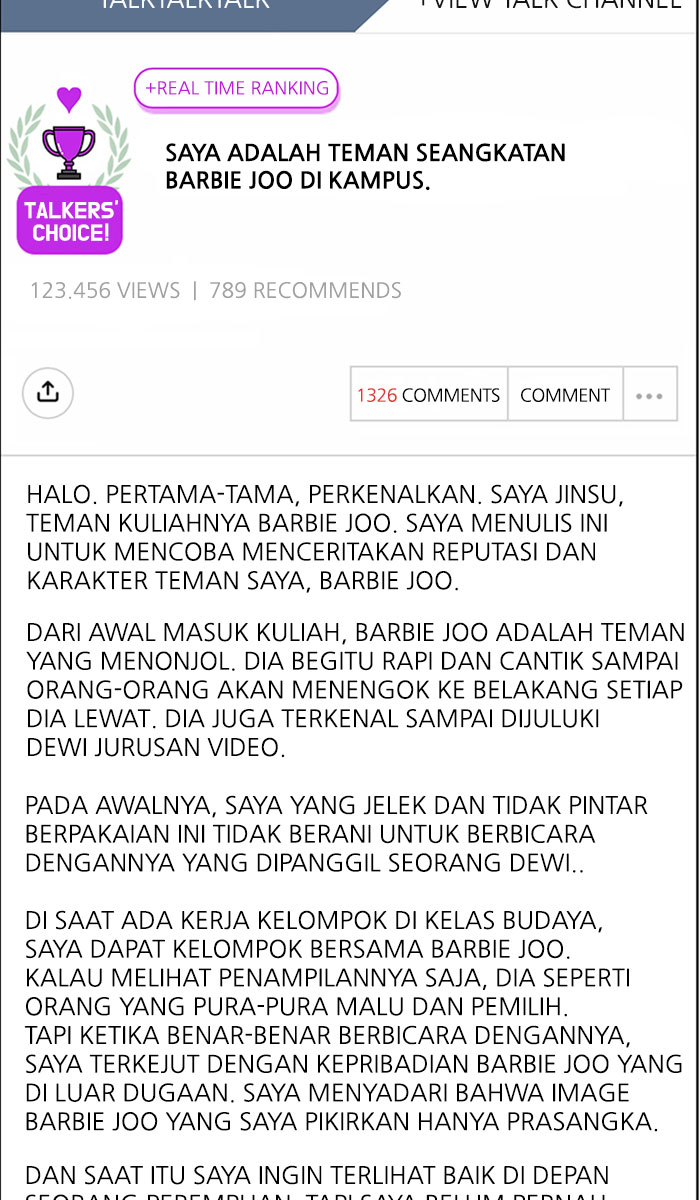 TALKTALKTALK
+VIEW TALK CHANNEL
+REAL TIME RANKING
SAYA ADALAH TEMAN SEANGKATAN
BARBIE JOO DI KAMPUS.
TALKERS'
CHOICE!
123.456 VIEWS | 789 RECOMMENDS
1326 COMMENTS
COMMENT
HALO. PERTAMA-TAMA, PERKENALKAN. SAYA JINSU,
TEMAN KULIAHNYA BARBIE JOO. SAYA MENULIS INI
UNTUK MENCOBA MENCERITAKAN REPUTASI DAN
KARAKTER TEMAN SAYA, BARBIE JOO.
DARI AWAL MASUK KULIAH, BARBIE JOO ADALAH TEMAN
YANG MENONJOL. DIA BEGITU RAPI DAN CANTIK SAMPAI
ORANG-ORANG AKAN MENENGOK KE BELAKANG SETIAP
DIA LEWAT. DIA JUGA TERKENAL SAMPAI DIJULUKI
DEWI JURUSAN VIDEO.
PADA AWALNYA, SAYA YANG JELEK DAN TIDAK PINTAR
BERPAKAIAN INI TIDAK BERANI UNTUK BERBICARA
DENGANNYA YANG DIPANGGIL SEORANG DEWI..
DI SAAT ADA KERJA KELOMPOK DI KELAS BUDAYA,
SAYA DAPAT KELOMPOK BERSAMA BARBIE JOO.
KALAU MELIHAT PENAMPILANNYA SAJA, DIA SEPERTI
ORANG YANG PURA-PURA MALU DAN PEMILIH.
TAPI KETIKA BENAR-BENAR BERBICARA DENGANNYA,
SAYA TERKEJUT DENGAN KEPRIBADIAN BARBIE JOO YANG
DI LUAR DUGAAN. SAYA MENYADARI BAHWA IMAGE
BARBIE JOO YANG SAYA PIKIRKAN HANYA PRASANGKA.
DAN SAAT ITU SAYA INGIN TERLIHAT BAIK DI DEPAN
SEORANG PEREMPUAN. TAPI SAYA BELUM PERNAH